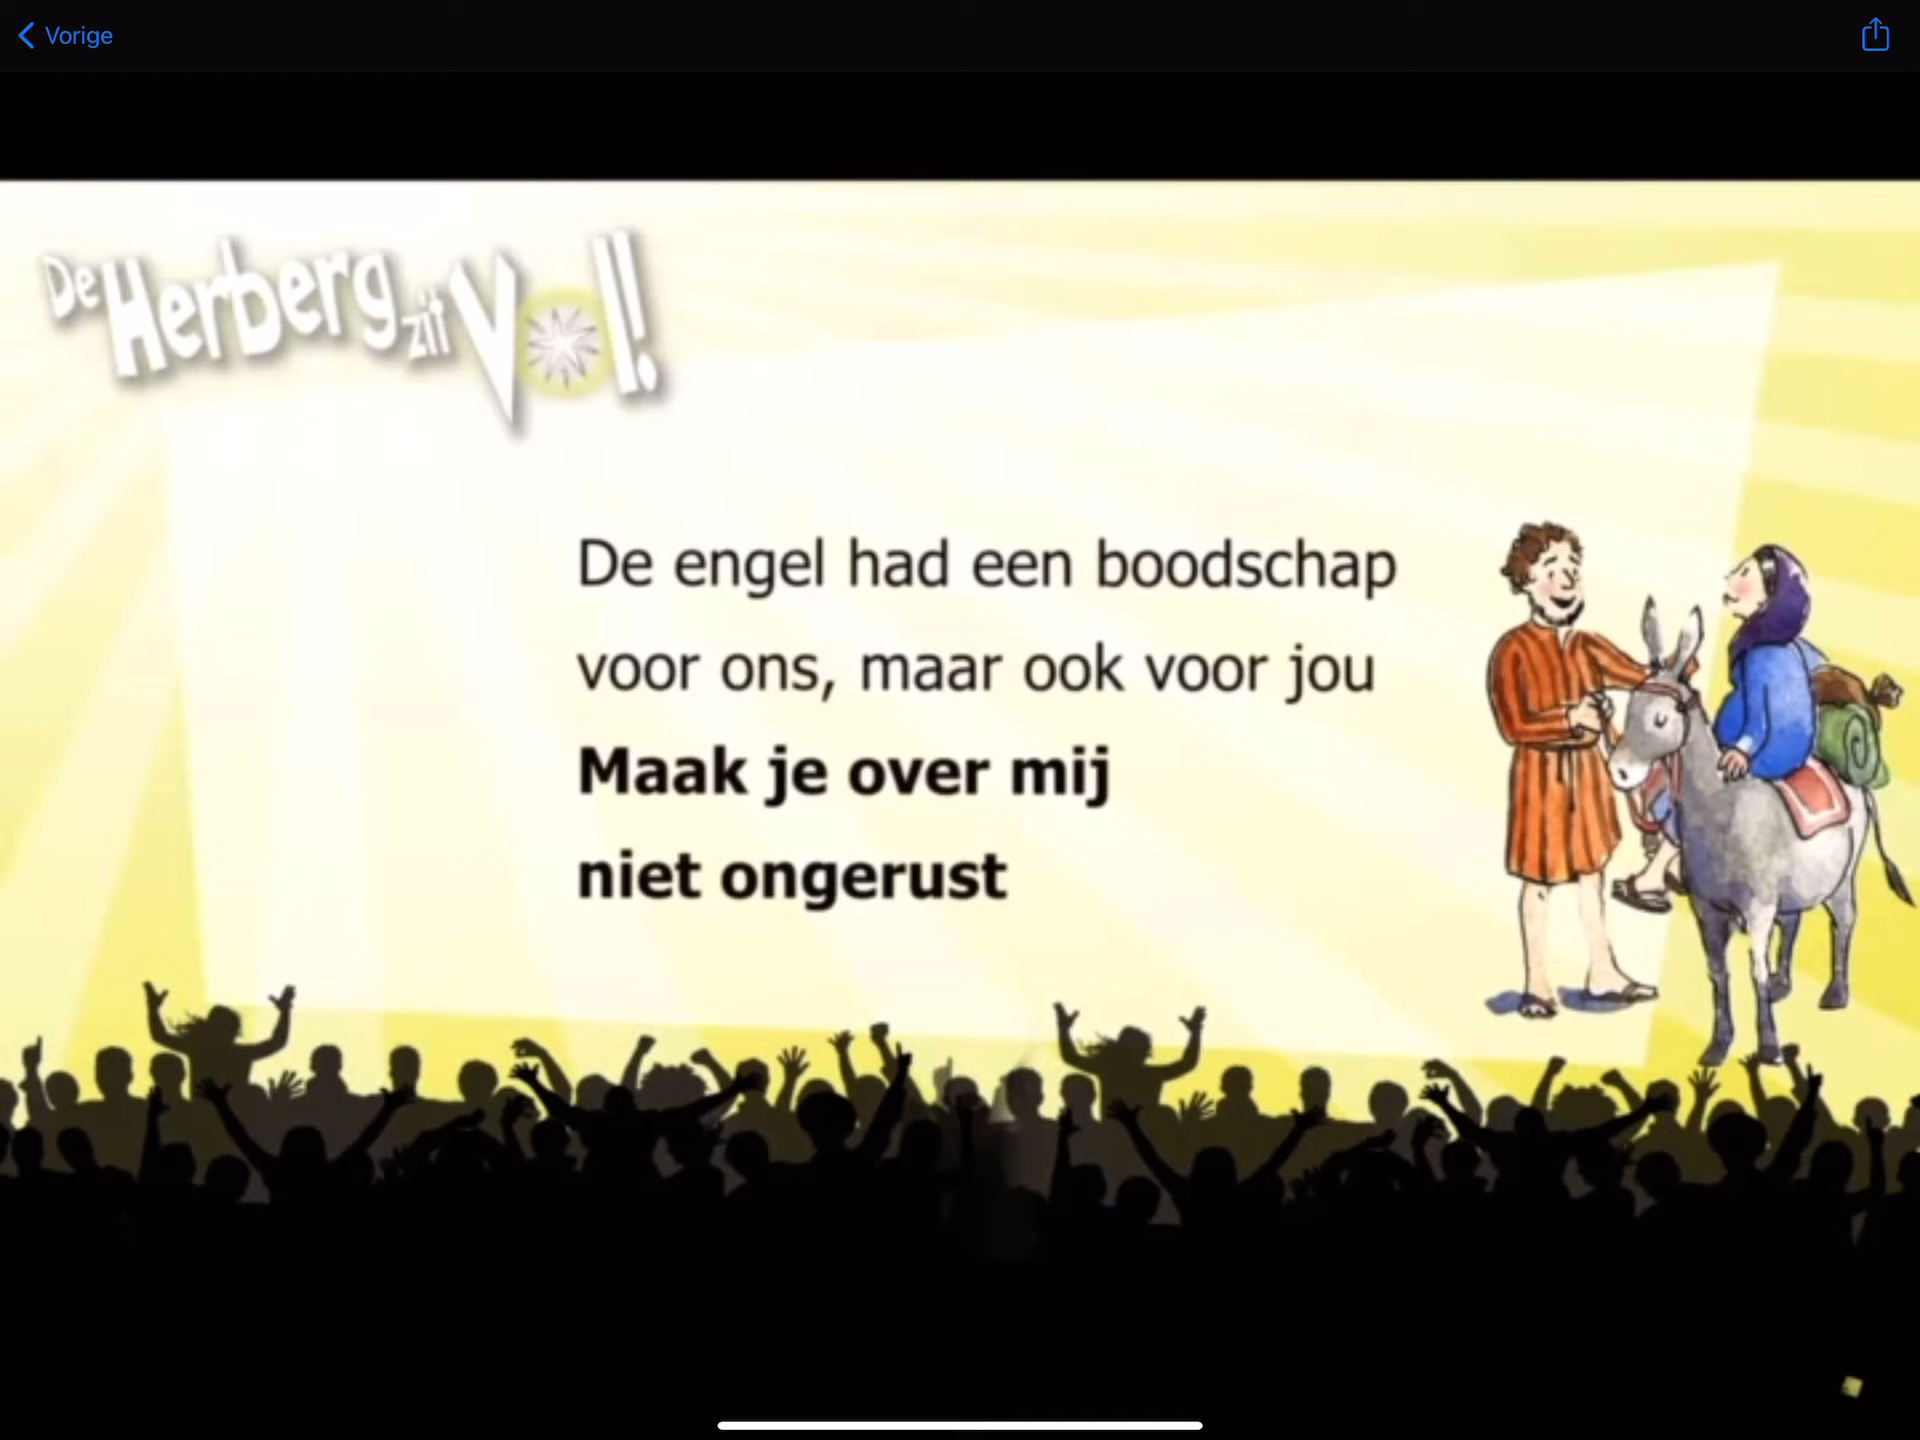 Vorige
De Herberg zit Vol!
De engel had een boodschap
voor ons, maar ook voor jou
Maak je over mij
niet ongerust